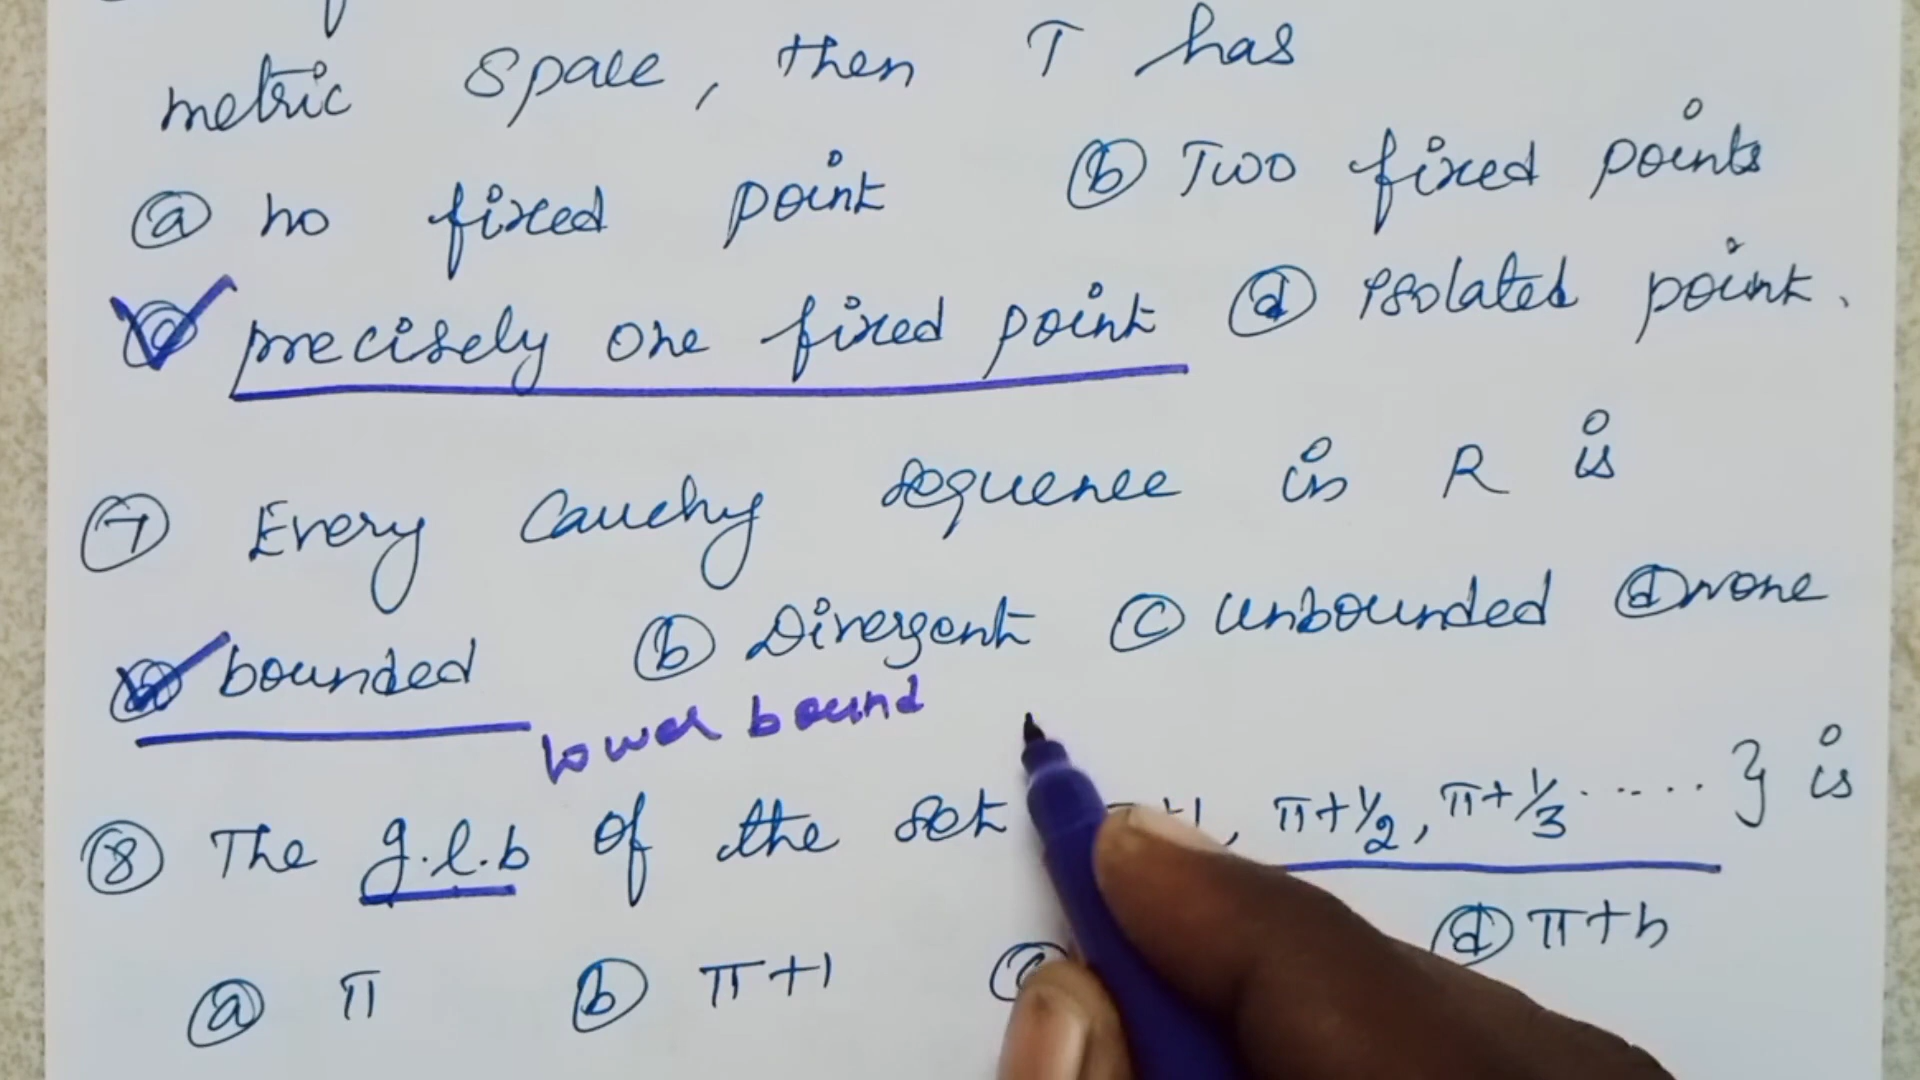 metric space, then T has
ⓐ no fixed point ⓑ Two fixed points
ⓒ precisely one fixed point ⓓ isolated point.
⑦ Every Cauchy sequence in R is
ⓐ bounded ⓑ Divergent ⓒ unbounded ⓓ none
lower bound
⑧ The g.l.b of the set +1, π+1/2, π+1/3 ...... } is
ⓐ π ⓑ π+1 ⓒ ⓓ π+h